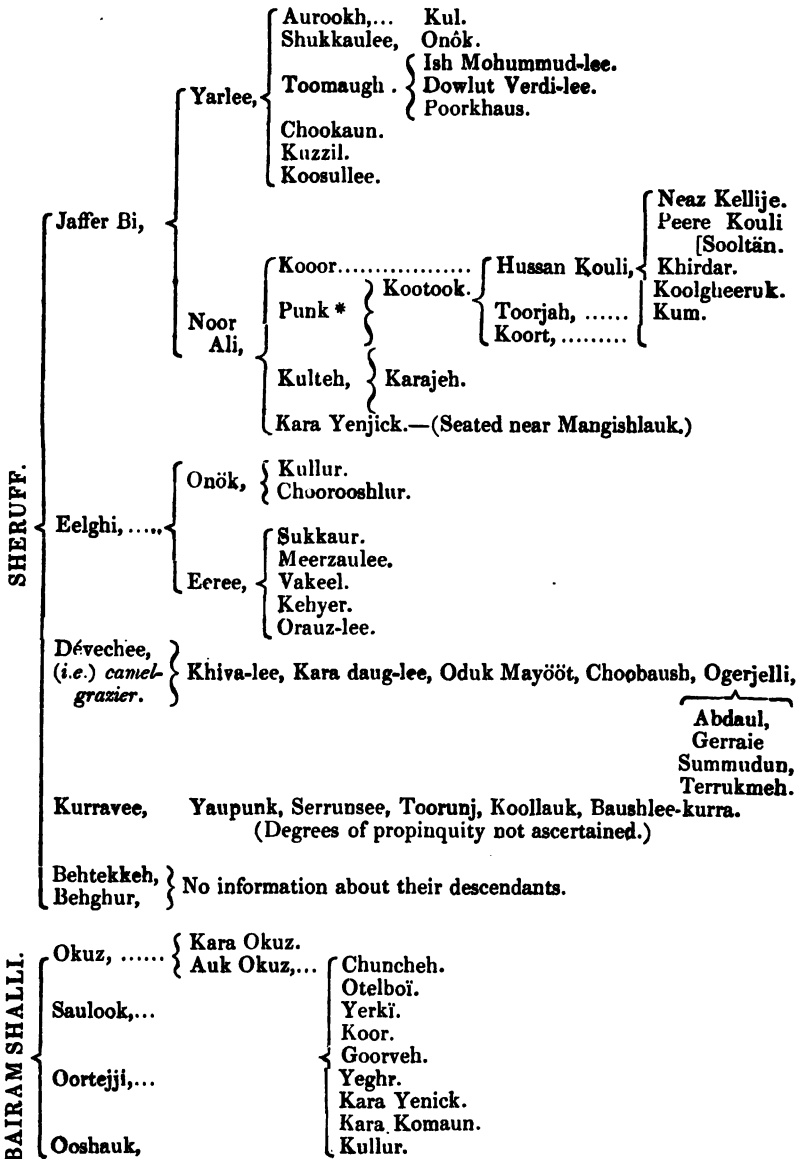 SHERUFF.
Jaffer Bi,
Yarlee,
Aurookh,... Kul.
Shukkaulee, Onôk.
Toomaugh .
Ish Mohummud-lee.
Dowlut Verdi-lee.
Poorkhaus.
Chookaun.
Kuzzil.
Koosullee.
Noor
Ali,
Kooor..................
Punk *
Kootook.
Hussan Kouli,
Toorjah, ......
Koort, .........
Neaz Kellije.
Peere Kouli
[Sooltän.
Khirdar.
Koolgheeruk.
Kum.
Kulteh,
Karajeh.
Kara Yenjick.—(Seated near Mangishlauk.)
Eelghi, .....,
Onök,
Kullur.
Choorooshlur.
Eeree,
Sukkaur.
Meerzaulee.
Vakeel.
Kehyer.
Orauz-lee.
Dévechee,
(i.e.) camel-
grazier.
Khiva-lee, Kara daug-lee, Oduk Mayööt, Choobaush, Ogerjelli,
Abdaul,
Gerraie
Summudun,
Terrukmeh.
Kurravee,
Yaupunk, Serrunsee, Toorunj, Koollauk, Baushlee-kurra.
(Degrees of propinquity not ascertained.)
Behtekkeh,
Behghur,
No information about their descendants.
BAIRAM SHALLI.
Okuz, ......
Kara Okuz.
Auk Okuz,...
Saulook,...
Oortejji,...
Ooshauk,
Chuncheh.
Otelboï.
Yerkï.
Koor.
Goorveh.
Yeghr.
Kara Yenick.
Kara Komaun.
Kullur.